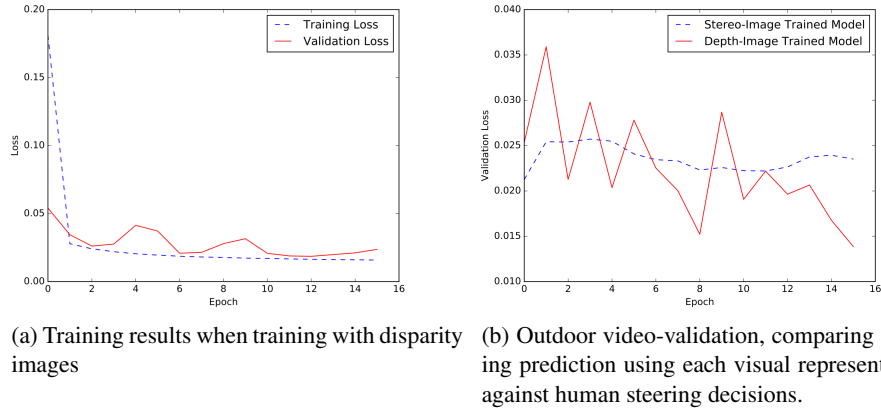 0.20
0.15
0.10
0.05
0.00
0 2 4 6 8 10 12 14 16
Loss
Epoch
Training Loss
Validation Loss
(a) Training results when training with disparity
images
0.040
0.035
0.030
0.025
0.020
0.015
0.010
0 2 4 6 8 10 12 14 16
Validation Loss
Epoch
Stereo-Image Trained Model
Depth-Image Trained Model
(b) Outdoor video-validation, comparing
ing prediction using each visual represent
against human steering decisions.